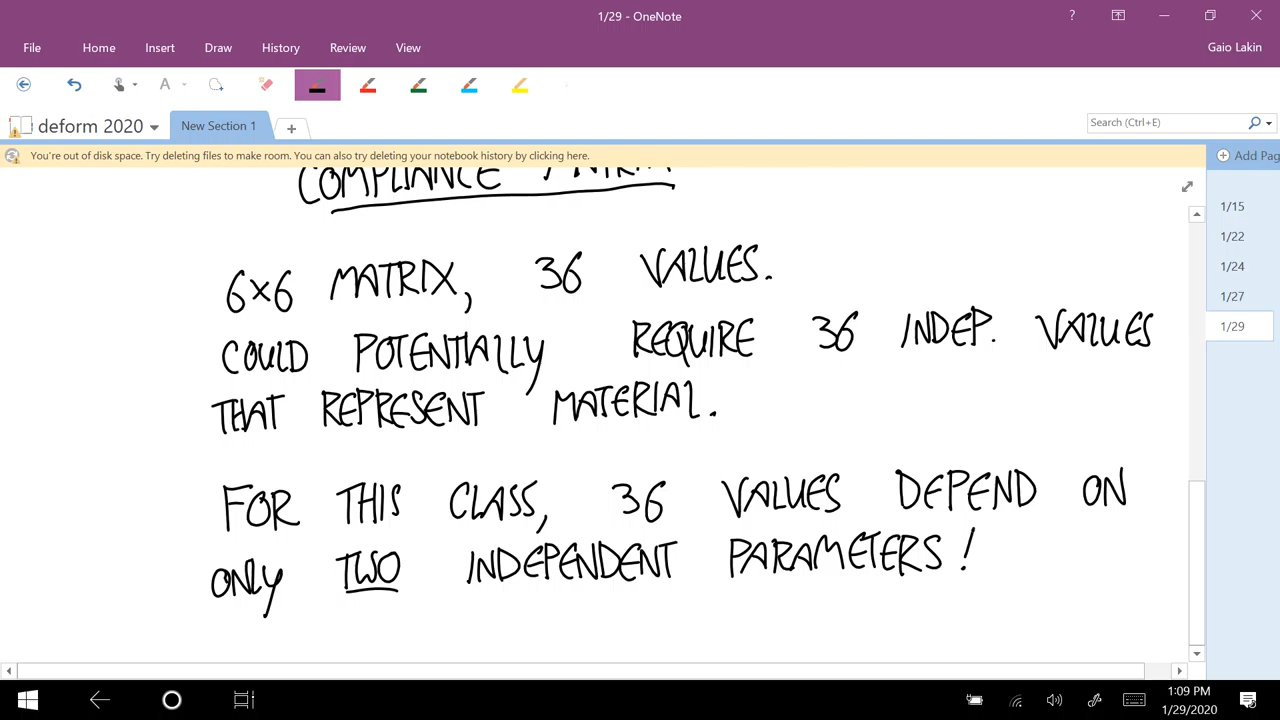 1/29 - OneNote
File Home Insert Draw History Review View Gaio Lakin
deform 2020 New Section 1 Search (Ctrl+E)
You're out of disk space. Try deleting files to make room. You can also try deleting your notebook history by clicking here.
Add Pag
COMPLIANCE
1/15
1/22
1/24
1/27
1/29
6×6 MATRIX, 36 VALUES.
COULD POTENTIALLY REQUIRE 36 INDEP. VALUES
THAT REPRESENT MATERIAL.
FOR THIS CLASS, 36 VALUES DEPEND ON
ONLY TWO INDEPENDENT PARAMETERS!
1:09 PM
1/29/2020